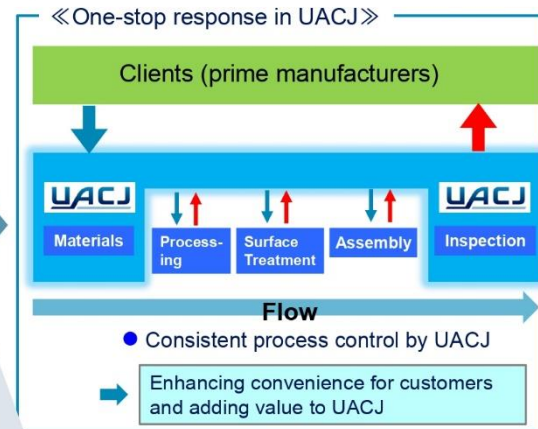 ≪One-stop response in UACJ≫
Clients (prime manufacturers)
UACJ
UACJ
Materials
Process-
ing
Surface
Treatment
Assembly
Inspection
Flow
● Consistent process control by UACJ
Enhancing convenience for customers
and adding value to UACJ